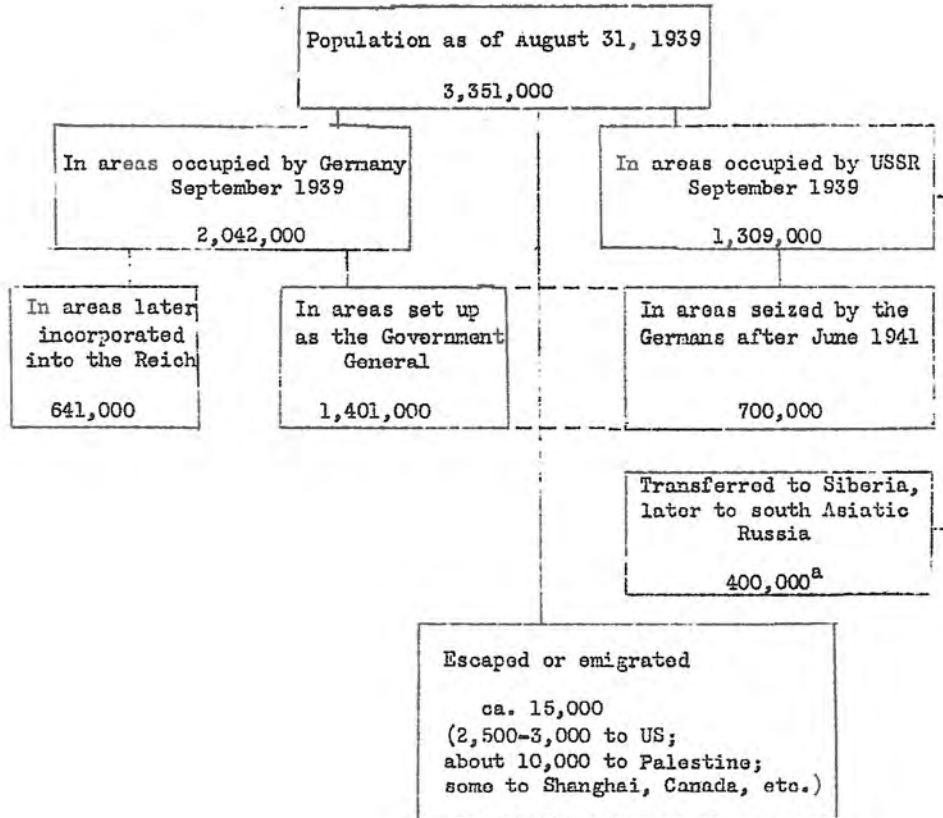 Population as of August 31, 1939
3,351,000
In areas occupied by Germany
September 1939
2,042,000
In areas occupied by USSR
September 1939
1,309,000
In areas later
incorporated
into the Reich
641,000
In areas set up
as the Government
General
1,401,000
In areas seized by the
Germans after June 1941
700,000
Transferred to Siberia,
later to south Asiatic
Russia
400,000a
Escaped or emigrated
ca. 15,000
(2,500-3,000 to US;
about 10,000 to Palestine;
some to Shanghai, Canada, etc.)